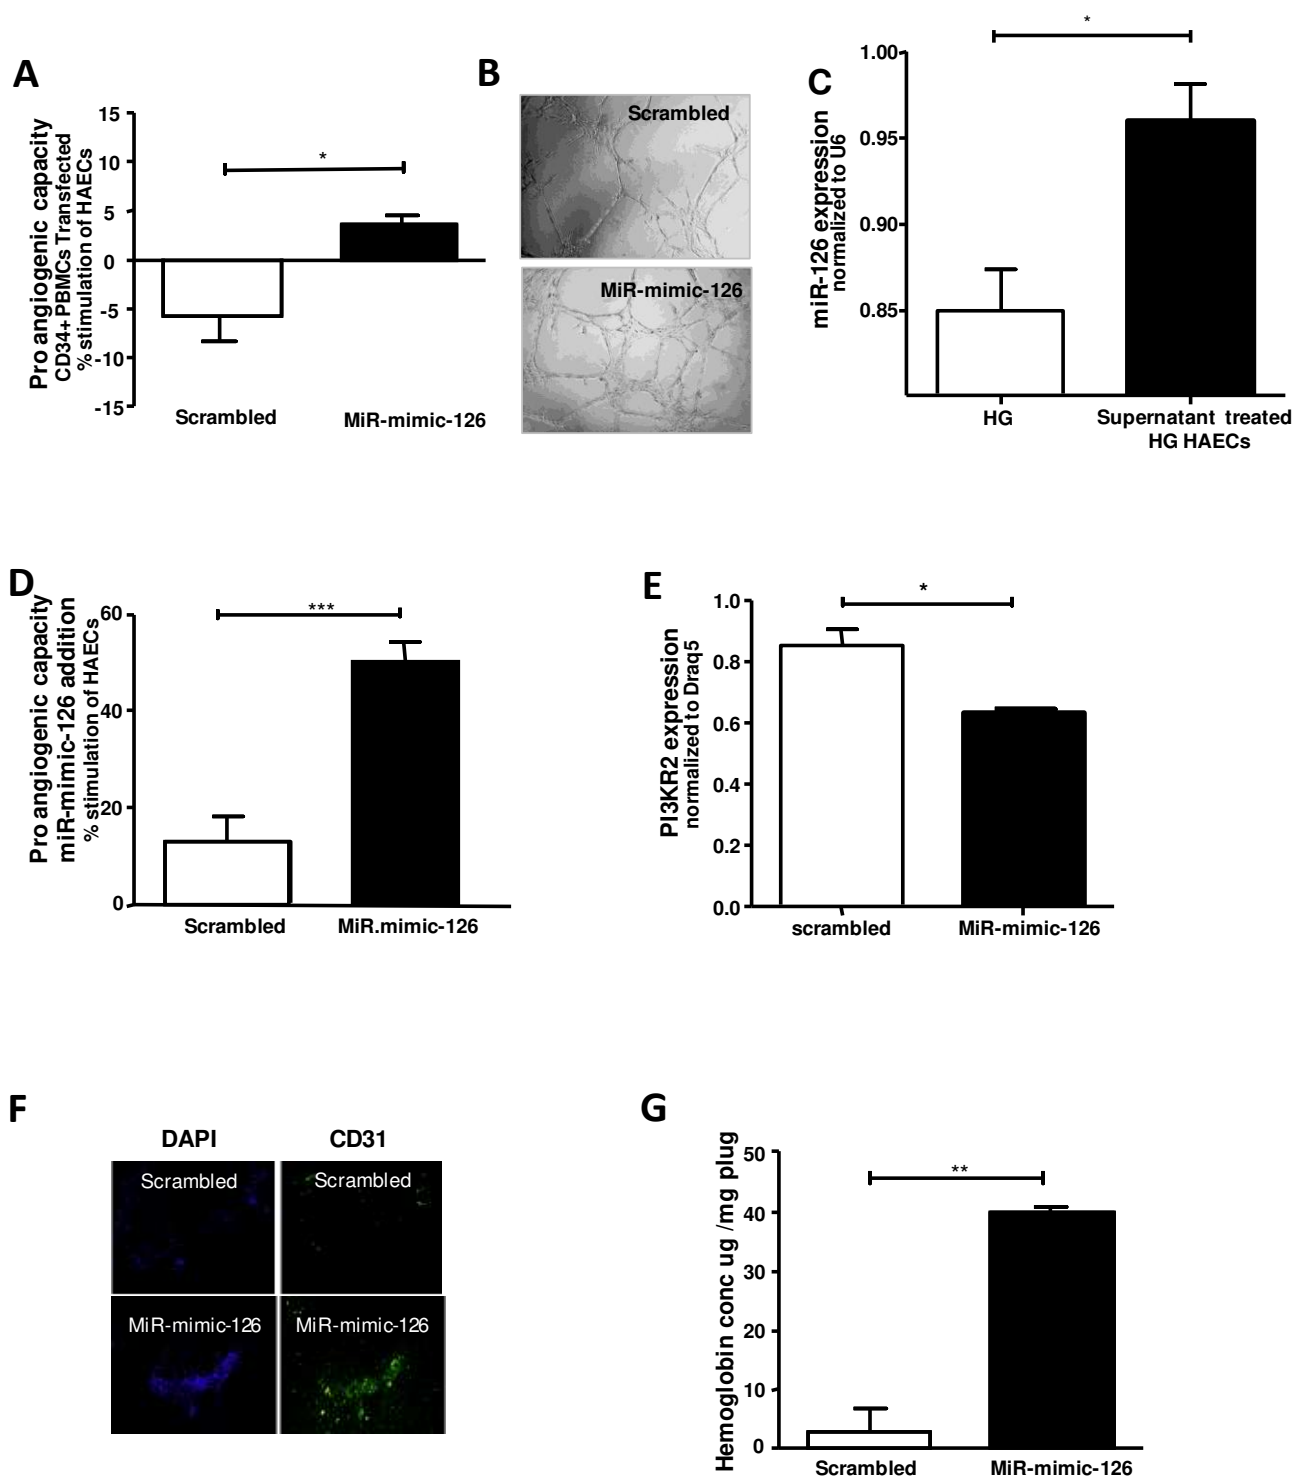 A
Pro angiogenic capacity
CD34+ PBMCs Transfected
% stimulation of HAECs
15
10
5
0
-5
-10
-15
*
Scrambled
MiR-mimic-126
B
Scrambled
MiR-mimic-126
C
miR-126 expression
normalized to U6
1.00
0.95
0.90
0.85
*
HG
Supernatant treated
HG HAECs
D
Pro angiogenic capacity
miR-mimic-126 addition
% stimulation of HAECs
60
40
20
0
***
Scrambled
MiR.mimic-126
E
PI3KR2 expression
normalized to Draq5
1.0
0.8
0.6
0.4
0.2
0.0
*
scrambled
MiR-mimic-126
F
DAPI
CD31
Scrambled
Scrambled
MiR-mimic-126
MiR-mimic-126
G
Hemoglobin conc ug /mg plug
50
40
30
20
10
0
**
Scrambled
MiR-mimic-126